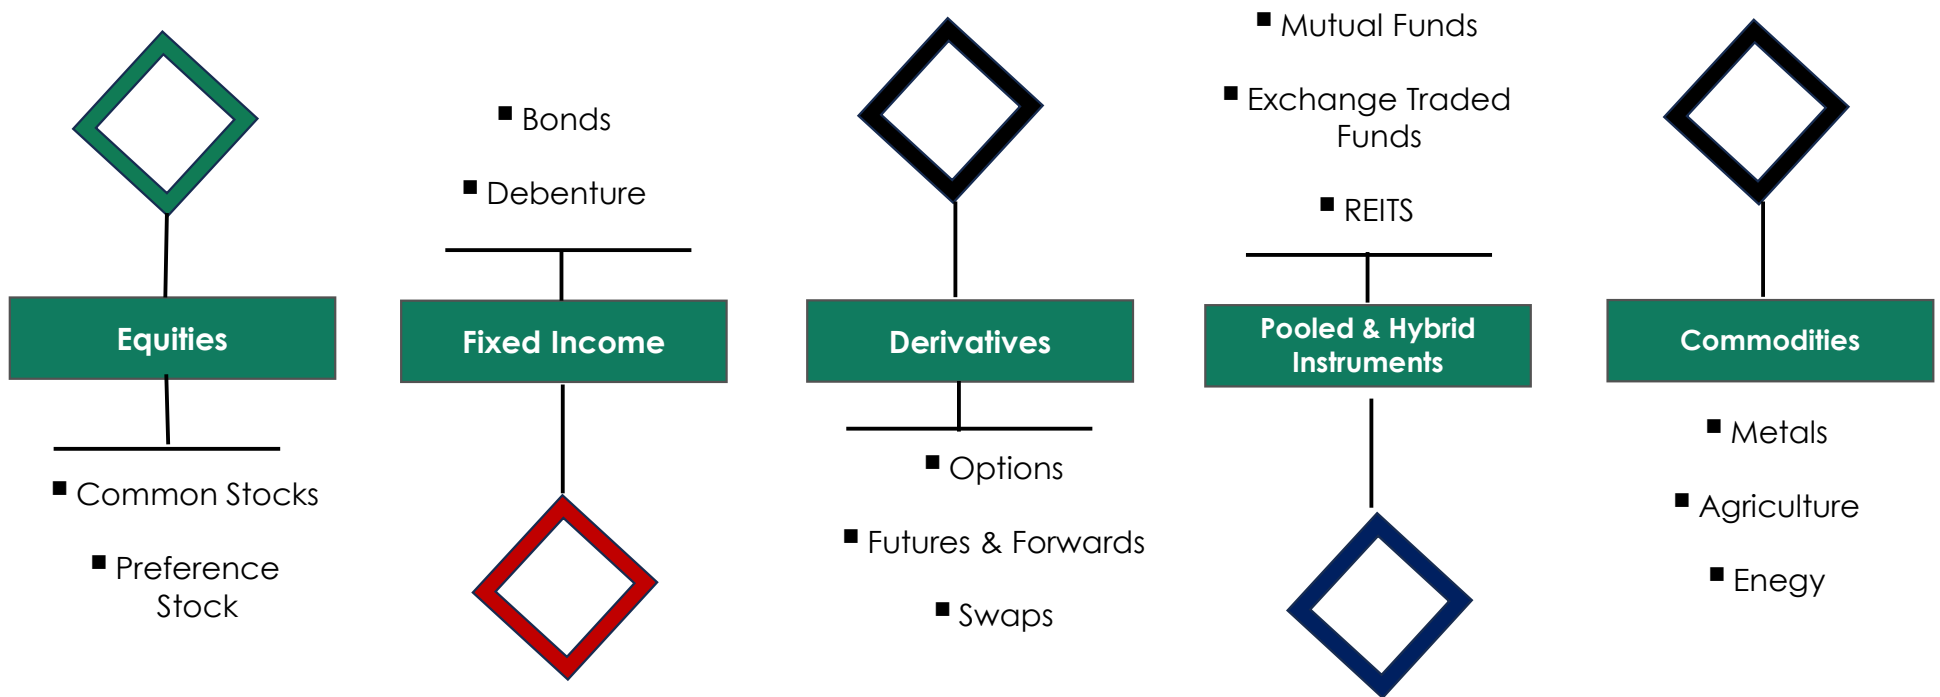 Equities
▪ Common Stocks
▪ Preference
Stock
▪ Bonds
▪ Debenture
Fixed Income
Derivatives
▪ Options
▪ Futures & Forwards
▪ Swaps
▪ Mutual Funds
▪ Exchange Traded
Funds
▪ REITS
Pooled & Hybrid
Instruments
Commodities
▪ Metals
▪ Agriculture
▪ Enegy